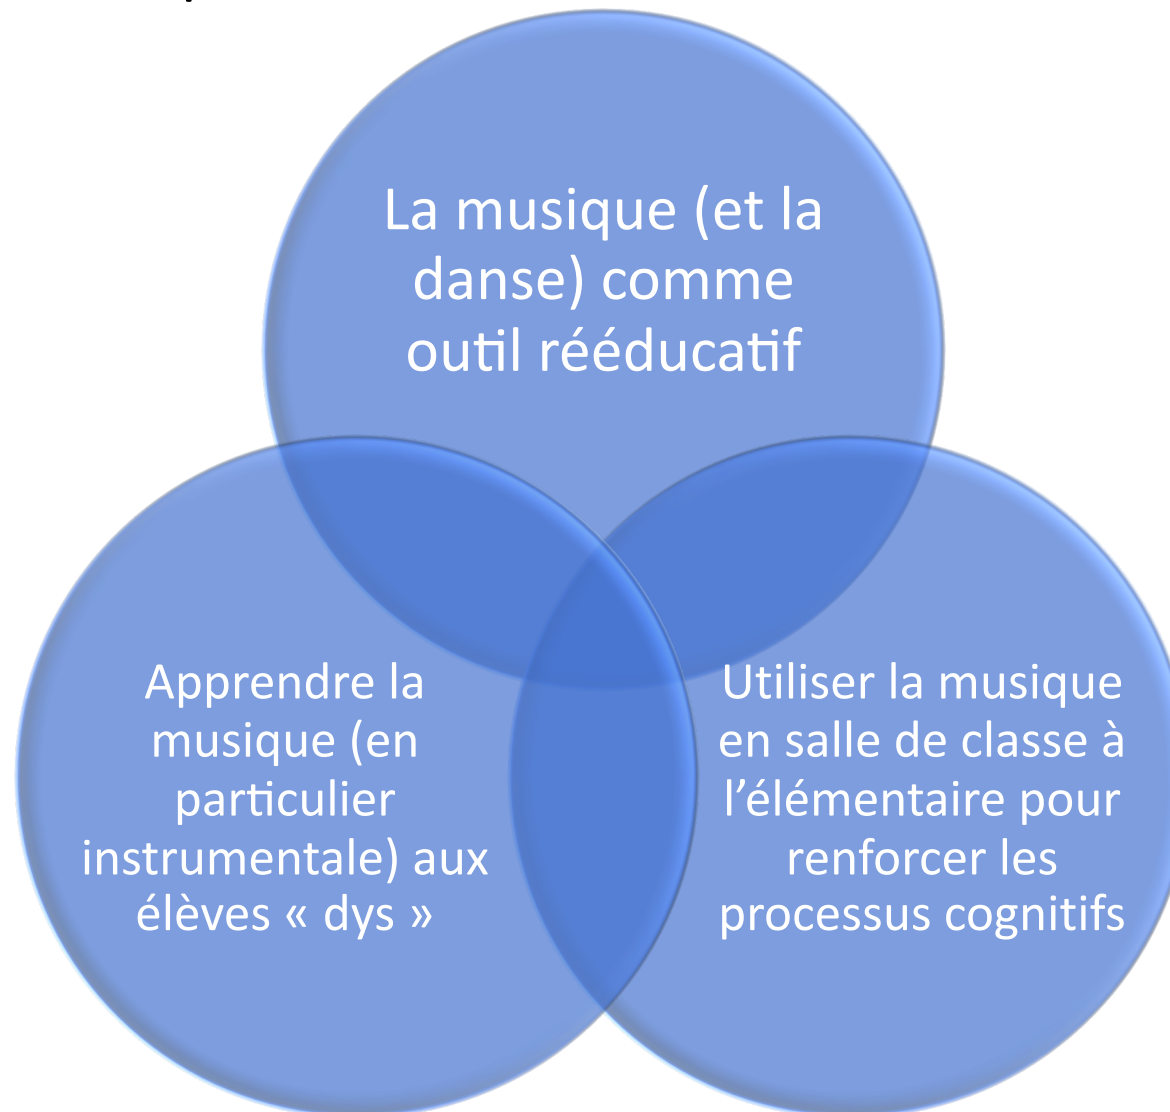 La musique (et la
danse) comme
outil rééducatif
Apprendre la
musique (en
particulier
instrumentale) aux
élèves « dys »
Utiliser la musique
en salle de classe à
l’élémentaire pour
renforcer les
processus cognitifs